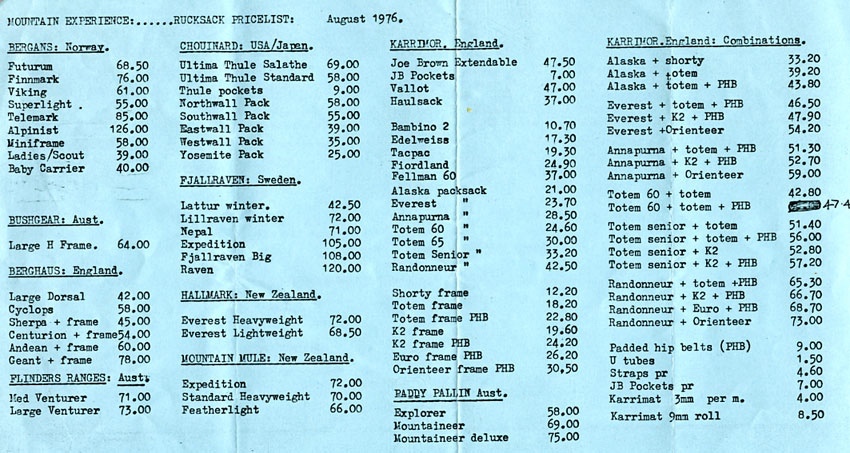 MOUNTAIN EXPERIENCE:......RUCKSACK PRICELIST: August 1976.
BERGANS: Norway.
Futurum 68.50
Finnmark 76.00
Viking 61.00
Superlight . 55.00
Telemark 85.00
Alpinist 126.00
Miniframe 58.00
Ladies/Scout 39.00
Baby Carrier 40.00
BUSHGEAR: Aust.
Large H Frame. 64.00
BERGHAUS: England.
Large Dorsal 42.00
Cyclops 58.00
Sherpa + frame 45.00
Centurion + frame 54.00
Andean + frame 60.00
Geant + frame 78.00
FLINDERS RANGES: Aust.
Med Venturer 71.00
Large Venturer 73.00
CHOUINARD: USA/Japan.
Ultima Thule Salathe 69.00
Ultima Thule Standard 58.00
Thule pockets 9.00
Northwall Pack 58.00
Southwall Pack 55.00
Eastwall Pack 39.00
Westwall Pack 35.00
Yosemite Pack 25.00
FJALLRAVEN: Sweden.
Lattur winter. 42.50
Lillraven winter 72.00
Nepal 71.00
Expedition 105.00
Fjallraven Big 108.00
Raven 120.00
HALLMARK: New Zealand.
Everest Heavyweight 72.00
Everest Lightweight 68.50
MOUNTAIN MULE: New Zealand.
Expedition 72.00
Standard Heavyweight 70.00
Featherlight 66.00
KARRIMOR. England.
Joe Brown Extendable 47.50
JB Pockets 7.00
Vallot 47.00
Haulsack 37.00
Bambino 2 10.70
Edelweiss 17.30
Tacpac 19.30
Fiordland 24.90
Fellman 60 37.00
Alaska packsack 21.00
Everest " 23.70
Annapurna " 28.50
Totem 60 " 24.60
Totem 65 " 30.00
Totem Senior " 33.20
Randonneur " 42.50
Shorty frame 12.20
Totem frame 18.20
Totem frame PHB 22.80
K2 frame 19.60
K2 frame PHB 24.20
Euro frame PHB 26.20
Orienteer frame PHB 30.50
PADDY PALLIN Aust.
Explorer 58.00
Mountaineer 69.00
Mountaineer deluxe 75.00
KARRIMOR.England: Combinations.
Alaska + shorty 33.20
Alaska + totem 39.20
Alaska + totem + PHB 43.80
Everest + totem + PHB 46.50
Everest + K2 + PHB 47.90
Everest +Orienteer 54.20
Annapurna + totem + PHB 51.30
Annapurna + K2 + PHB 52.70
Annapurna + Orienteer 59.00
Totem 60 + totem 42.80
Totem 60 + totem + PHB 47.4
Totem senior + totem 51.40
Totem senior + totem + PHB 56.00
Totem senior + K2 52.80
Totem senior + K2 + PHB 57.20
Randonneur + totem +PHB 65.30
Randonneur + K2 + PHB 66.70
Randonneur + Euro + PHB 68.70
Randonneur + Orienteer 73.00
Padded hip belts (PHB) 9.00
U tubes 1.50
Straps pr 4.60
JB Pockets pr 7.00
Karrimat 3mm per m. 4.00
Karrimat 9mm roll 8.50